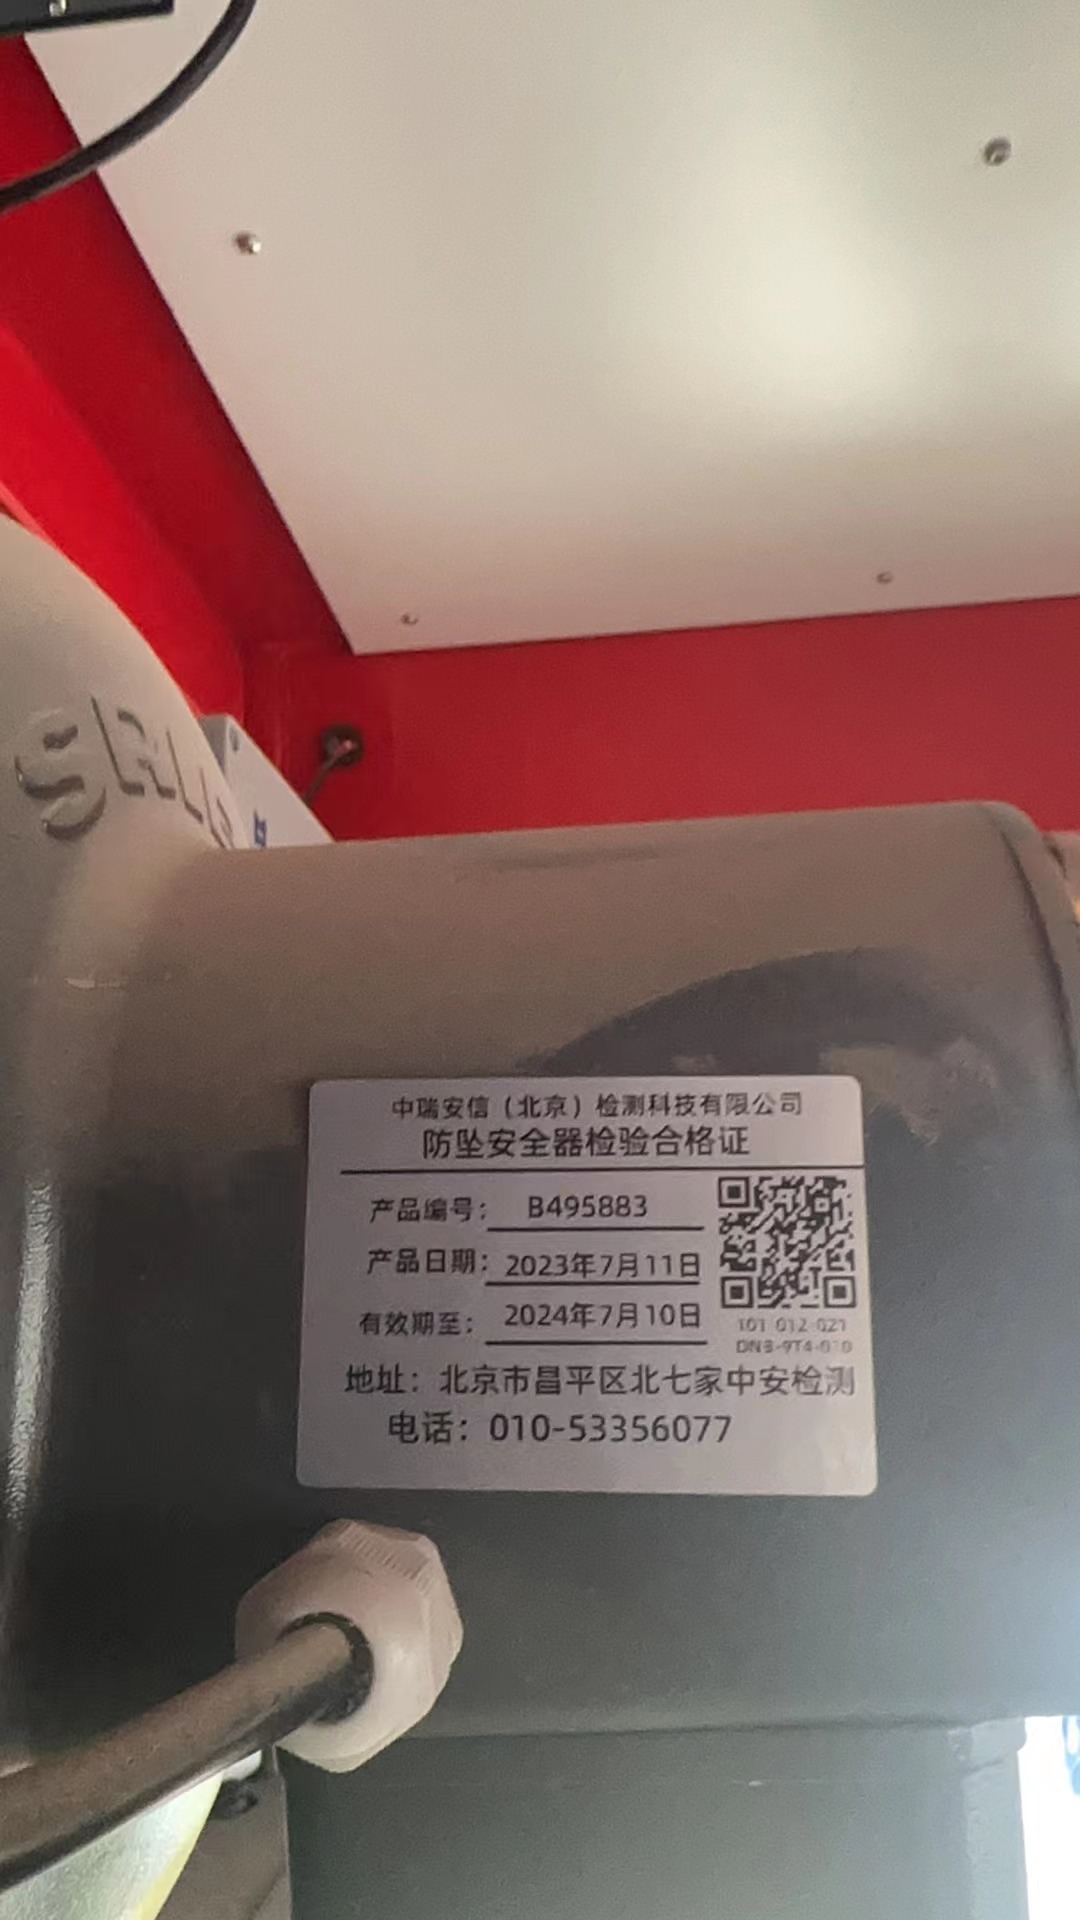 中瑞安信（北京）检测科技有限公司
防坠安全器检验合格证
产品编号： B495883
产品日期： 2023年7月11日
有效期至： 2024年7月10日
101-012-021
地址：北京市昌平区北七家中安检测
电话：010-53356077